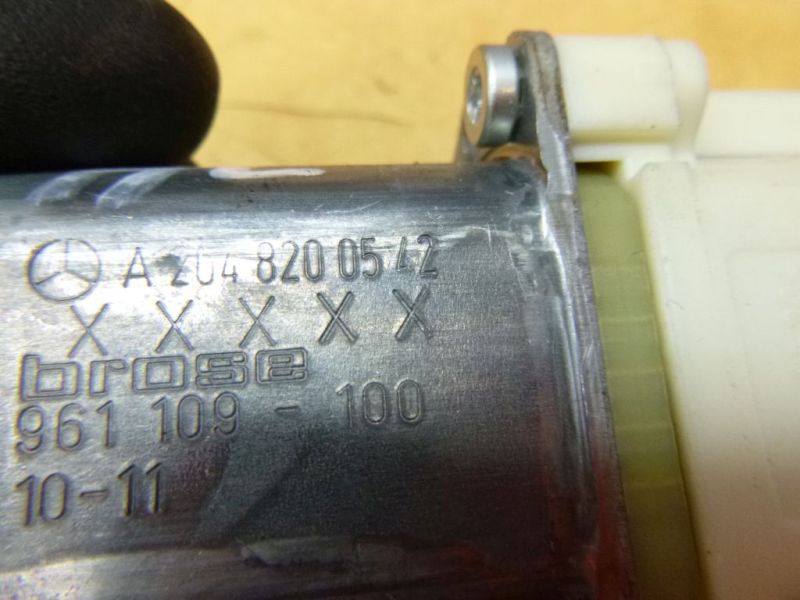 A 204 820 05 42
X X X X X
brose
961 109 - 100
10-11